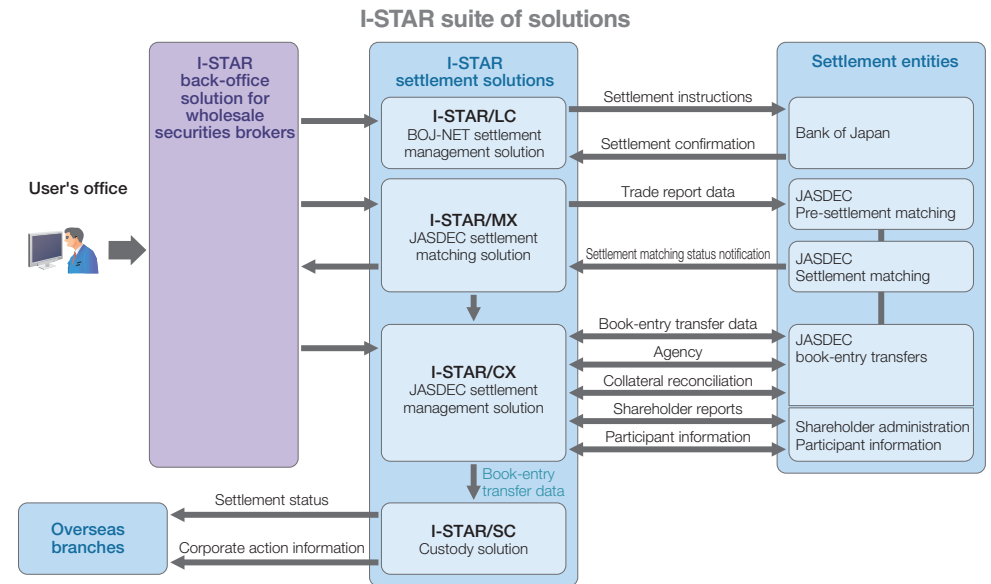 I-STAR suite of solutions
User's office
I-STAR
back-office
solution for
wholesale
securities brokers
I-STAR
settlement solutions
I-STAR/LC
BOJ-NET settlement
management solution
I-STAR/MX
JASDEC settlement
matching solution
I-STAR/CX
JASDEC settlement
management solution
Book-entry
transfer data
I-STAR/SC
Custody solution
Settlement instructions
Settlement confirmation
Trade report data
Settlement matching status notification
Book-entry transfer data
Agency
Collateral reconciliation
Shareholder reports
Participant information
Settlement entities
Bank of Japan
JASDEC
Pre-settlement matching
JASDEC
Settlement matching
JASDEC
book-entry transfers
Shareholder administration
Participant information
Settlement status
Corporate action information
Overseas
branches